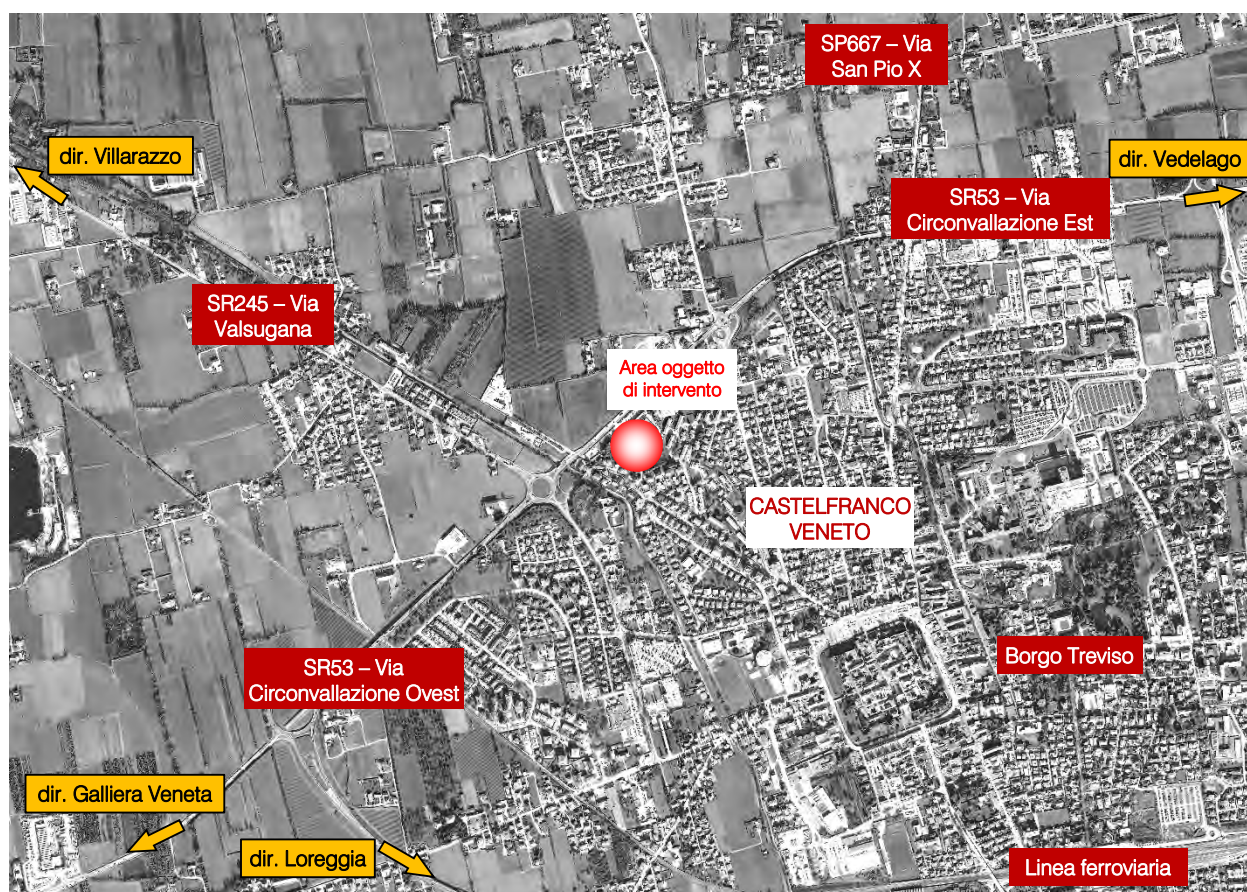 SP667 – Via
San Pio X
dir. Villarazzo
dir. Vedelago
SR53 – Via
Circonvallazione Est
SR245 – Via
Valsugana
Area oggetto
di intervento
CASTELFRANCO
VENETO
SR53 – Via
Circonvallazione Ovest
Borgo Treviso
dir. Galliera Veneta
dir. Loreggia
Linea ferroviaria